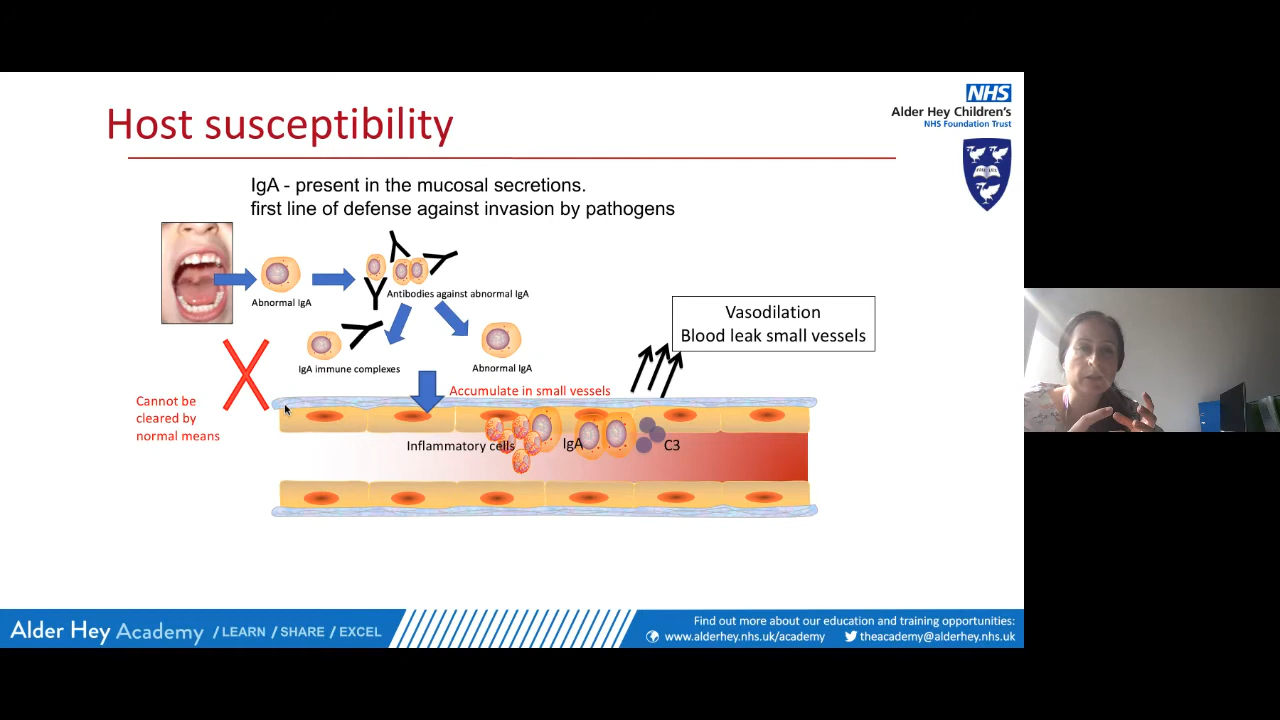 Host susceptibility
NHS
Alder Hey Children's
NHS Foundation Trust
IgA - present in the mucosal secretions.
first line of defense against invasion by pathogens
Abnormal IgA
Antibodies against abnormal IgA
IgA immune complexes
Abnormal IgA
Vasodilation
Blood leak small vessels
Cannot be
cleared by
normal means
Accumulate in small vessels
Inflammatory cells
IgA
C3
Alder Hey Academy / LEARN / SHARE / EXCEL
Find out more about our education and training opportunities:
www.alderhey.nhs.uk/academy theacademy@alderhey.nhs.uk